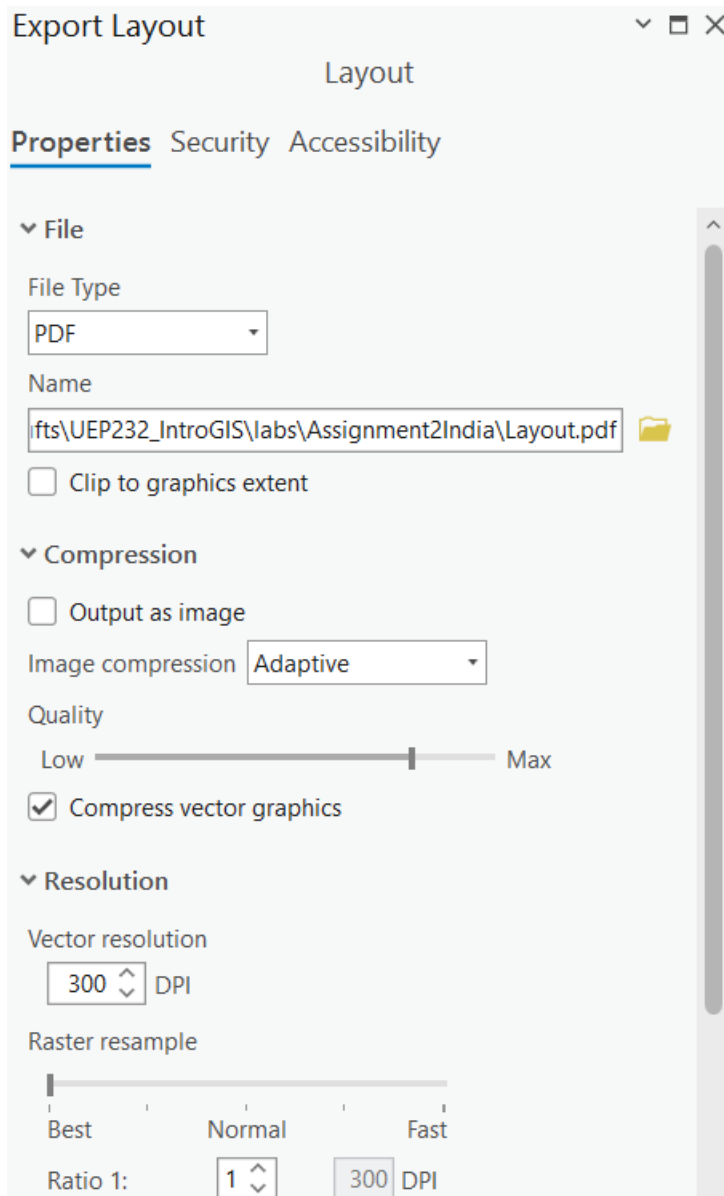 Export Layout
Layout
Properties Security Accessibility
File
File Type
PDF
Name
fts\UEP232_IntroGIS\labs\Assignment2India\Layout.pdf
Clip to graphics extent
Compression
Output as image
Image compression Adaptive
Quality
Low Max
Compress vector graphics
Resolution
Vector resolution
300 DPI
Raster resample
Best Normal Fast
Ratio 1: 1 300 DPI